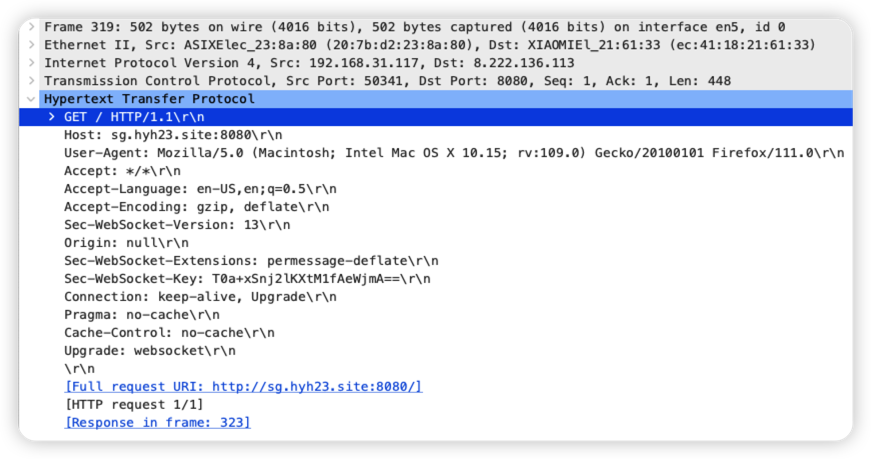 Frame 319: 502 bytes on wire (4016 bits), 502 bytes captured (4016 bits) on interface en5, id 0
Ethernet II, Src: ASIXElec_23:8a:80 (20:7b:d2:23:8a:80), Dst: XIAOMIEl_21:61:33 (ec:41:18:21:61:33)
Internet Protocol Version 4, Src: 192.168.31.117, Dst: 8.222.136.113
Transmission Control Protocol, Src Port: 50341, Dst Port: 8080, Seq: 1, Ack: 1, Len: 448
Hypertext Transfer Protocol
GET / HTTP/1.1\r\n
Host: sg.hyh23.site:8080\r\n
User-Agent: Mozilla/5.0 (Macintosh; Intel Mac OS X 10.15; rv:109.0) Gecko/20100101 Firefox/111.0\r\n
Accept: */*\r\n
Accept-Language: en-US,en;q=0.5\r\n
Accept-Encoding: gzip, deflate\r\n
Sec-WebSocket-Version: 13\r\n
Origin: null\r\n
Sec-WebSocket-Extensions: permessage-deflate\r\n
Sec-WebSocket-Key: T0a+xSnj2lKXtM1fAeWjmA==\r\n
Connection: keep-alive, Upgrade\r\n
Pragma: no-cache\r\n
Cache-Control: no-cache\r\n
Upgrade: websocket\r\n
\r\n
[Full request URI: http://sg.hyh23.site:8080/]
[HTTP request 1/1]
[Response in frame: 323]